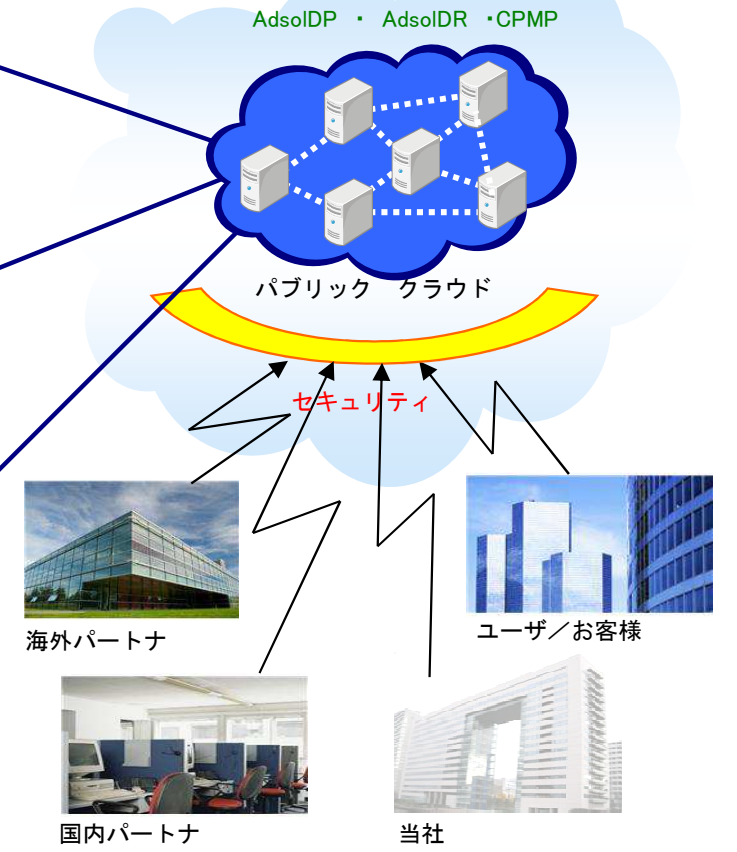 AdsolDP ・ AdsolDR ・CPMP
パブリック クラウド
セキュリティ
海外パートナ
ユーザ／お客様
国内パートナ
当社